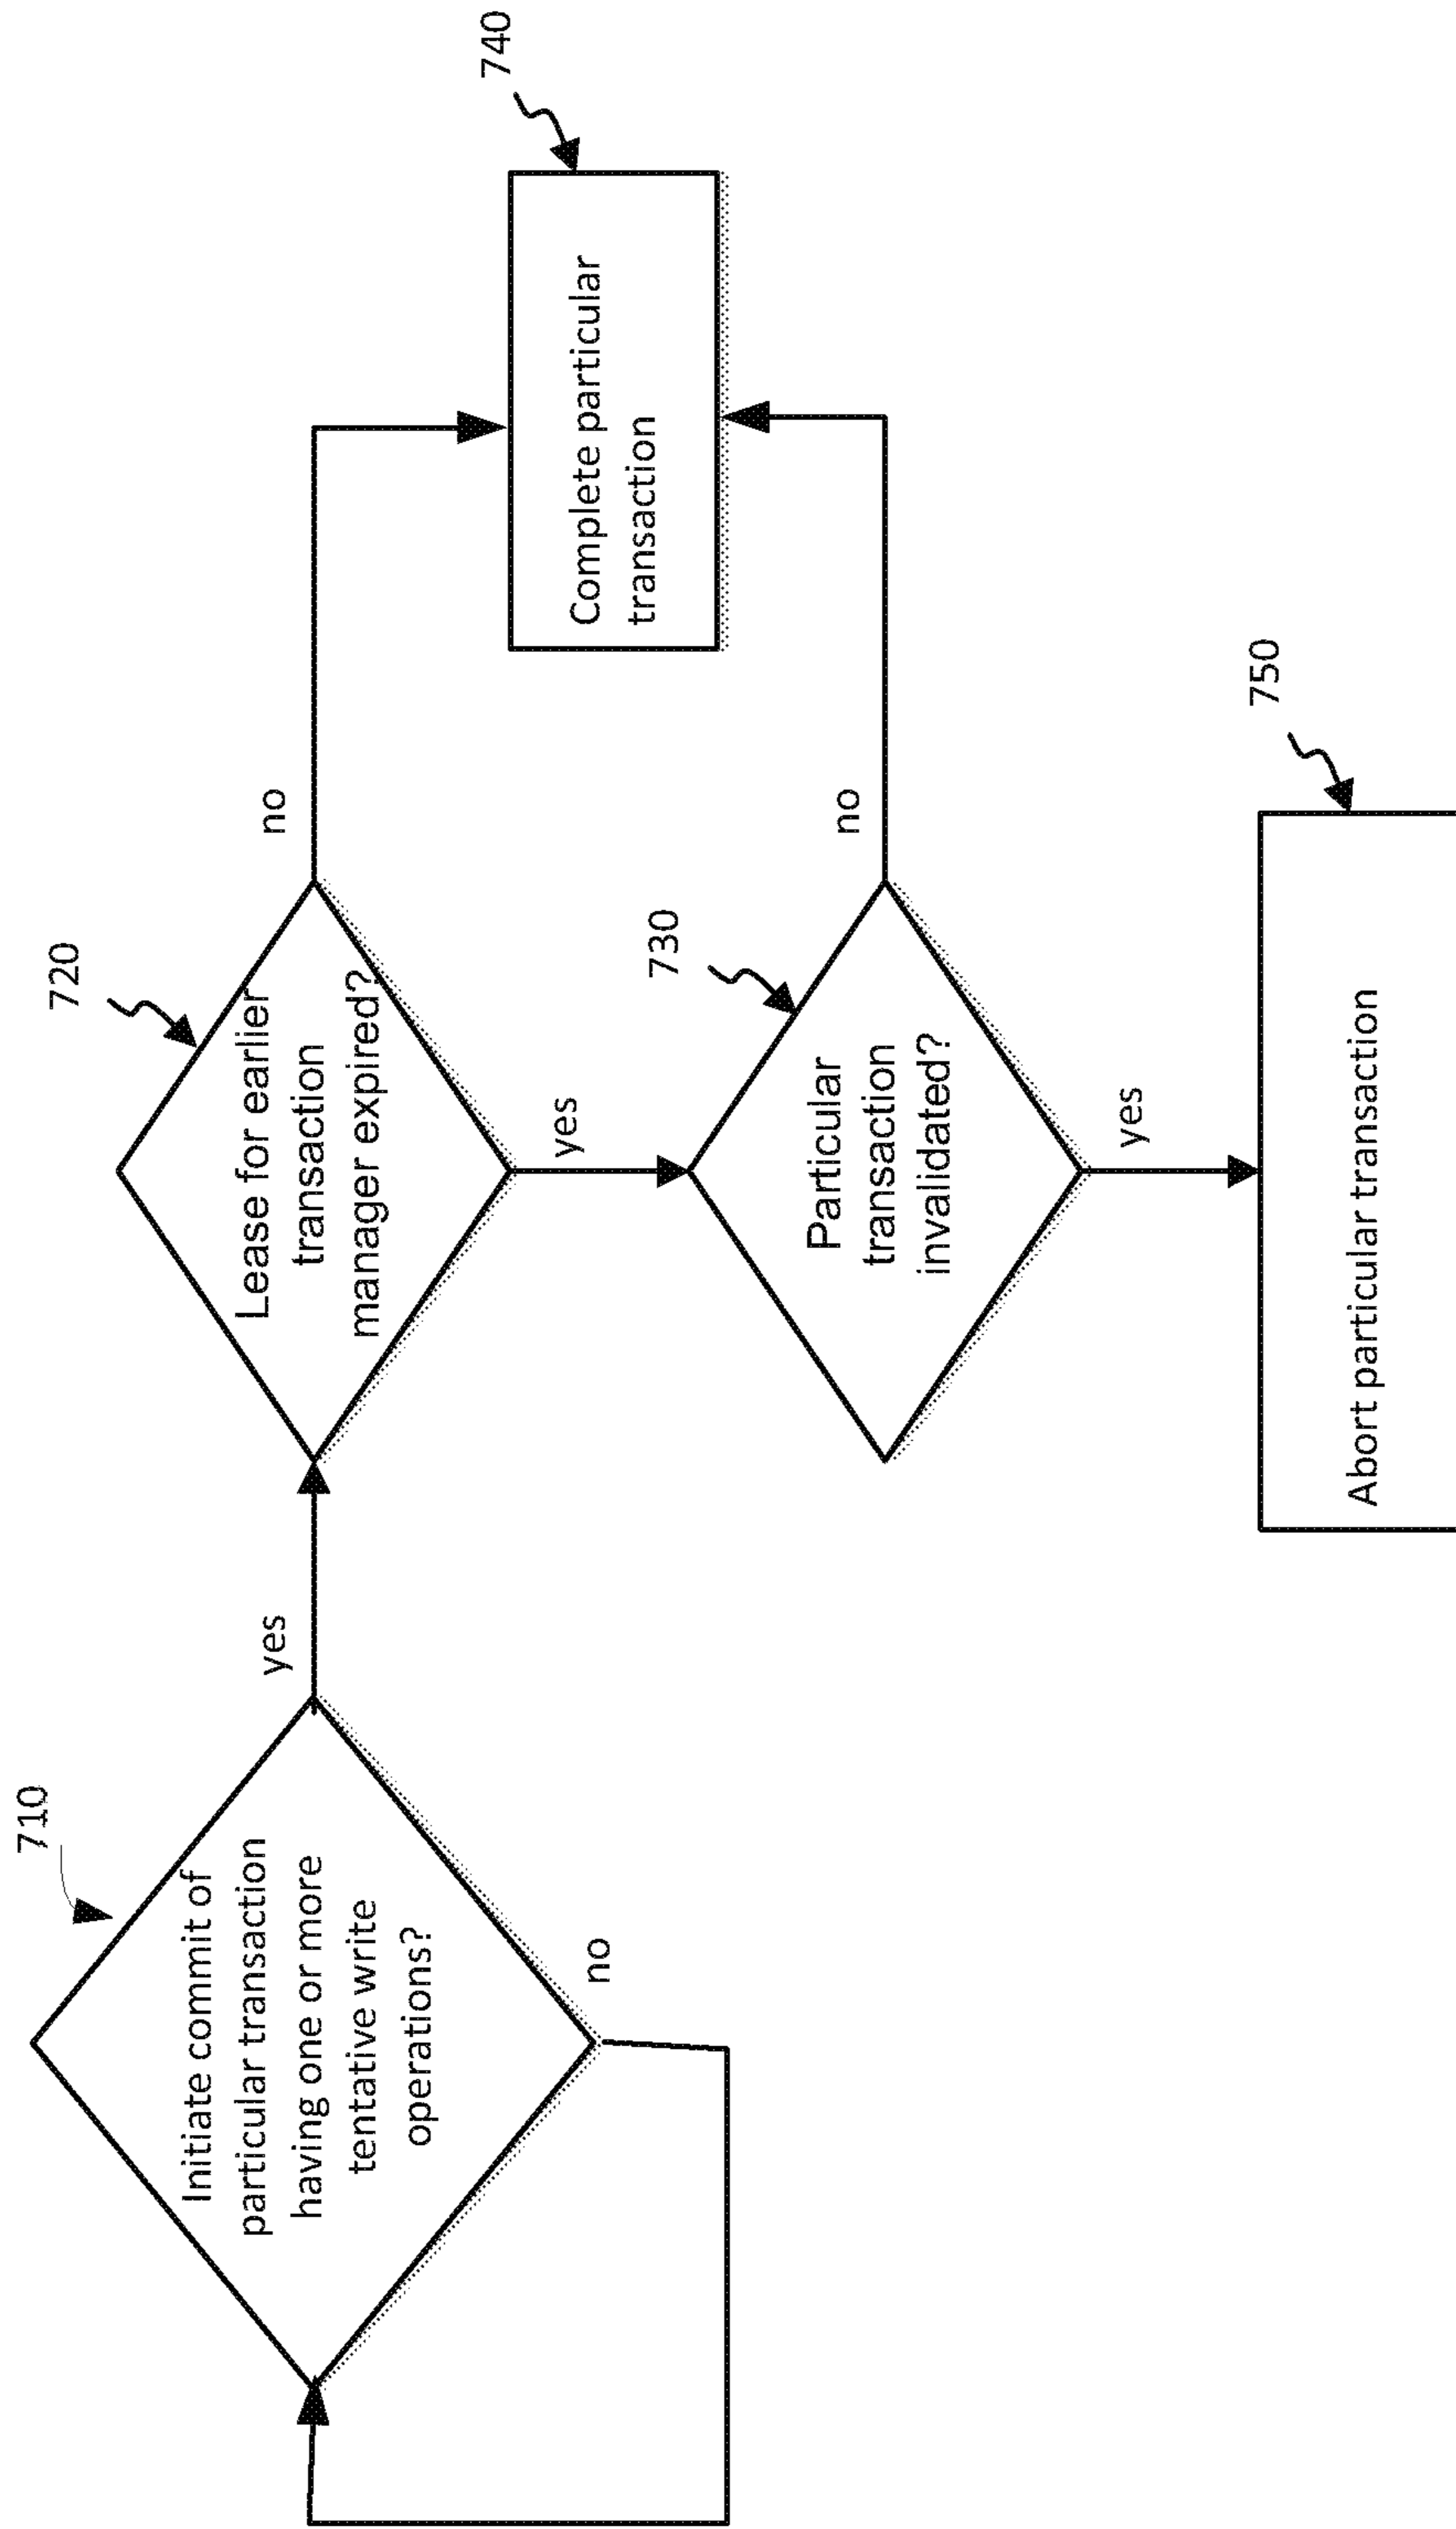 710
Initiate commit of
particular transaction
having one or more
tentative write
operations?
yes
no
720
Lease for earlier
transaction
manager expired?
no
yes
730
Particular
transaction
invalidated?
no
yes
740
Complete particular
transaction
750
Abort particular transaction